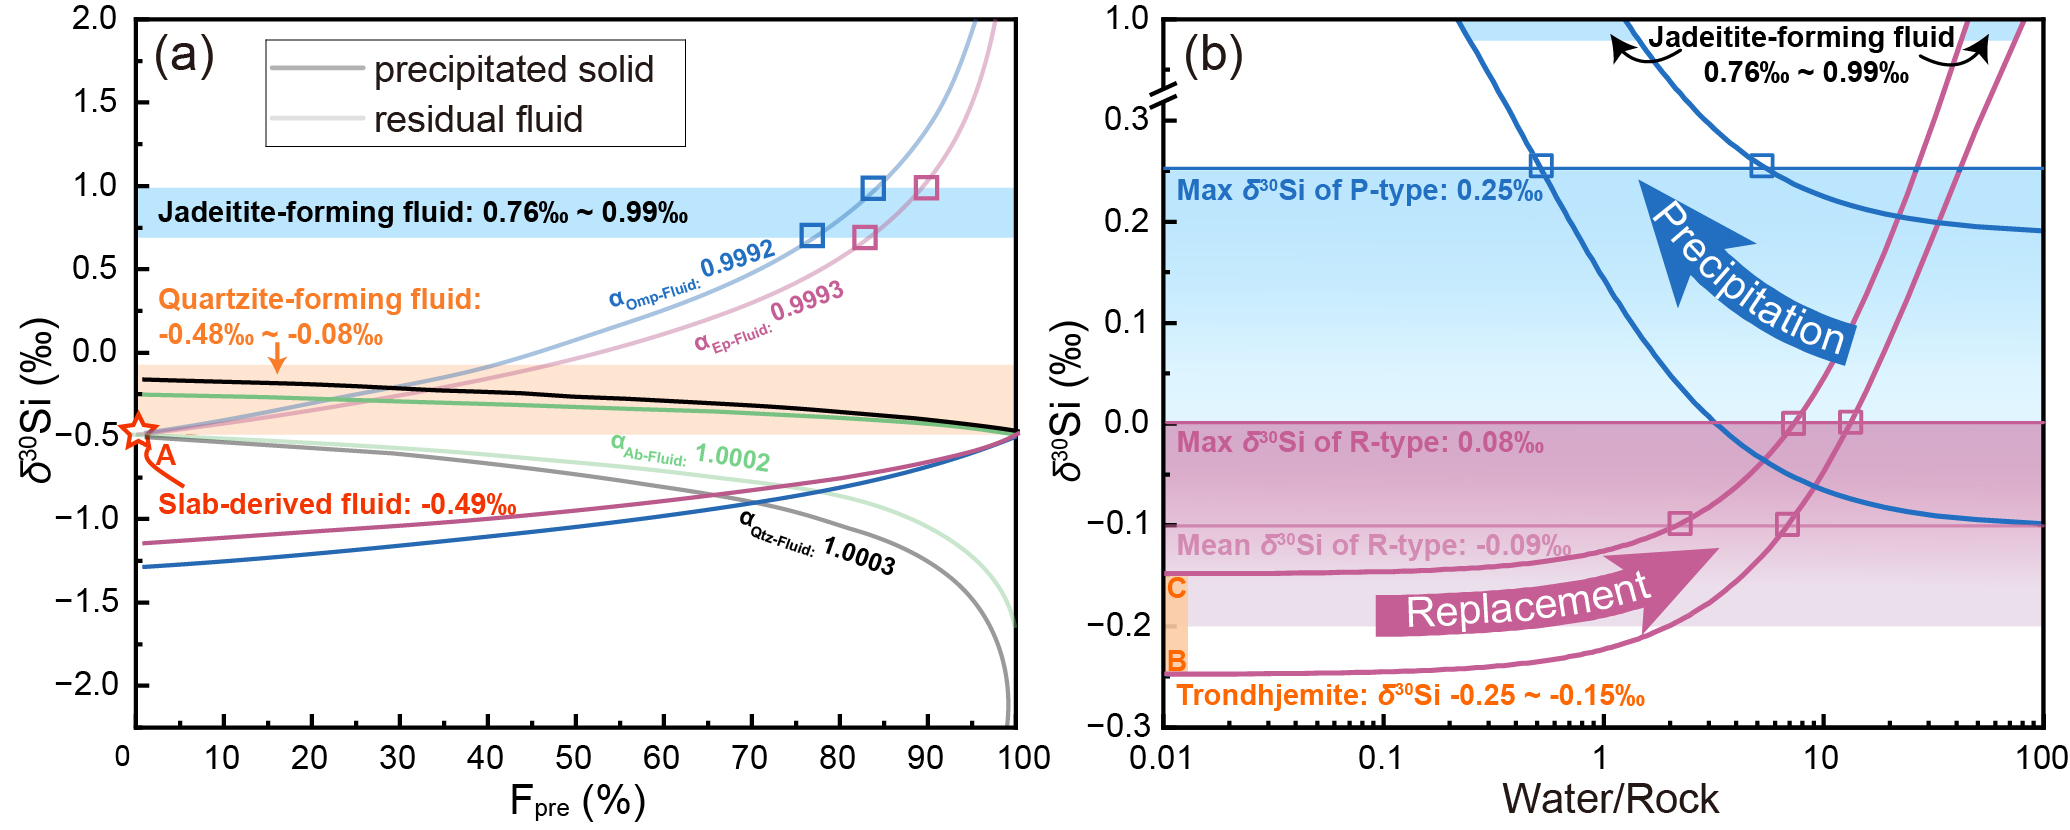 (a)
precipitated solid
residual fluid
Jadeitite-forming fluid: 0.76‰ ~ 0.99‰
αOmp-Fluid: 0.9992
αEp-Fluid: 0.9993
Quartzite-forming fluid:
-0.48‰ ~ -0.08‰
A
Slab-derived fluid: -0.49‰
αAb-Fluid: 1.0002
αQtz-Fluid: 1.0003
2.0
1.5
1.0
0.5
0.0
−0.5
−1.0
−1.5
−2.0
δ30Si (‰)
0 10 20 30 40 50 60 70 80 90 100
Fpre (%)
(b)
Jadeitite-forming fluid
0.76‰ ~ 0.99‰
Max δ30Si of P-type: 0.25‰
Precipitation
Max δ30Si of R-type: 0.08‰
Mean δ30Si of R-type: -0.09‰
Replacement
C
B
Trondhjemite: δ30Si -0.25 ~ -0.15‰
1.0
0.3
0.2
0.1
0.0
−0.1
−0.2
−0.3
δ30Si (‰)
0.01 0.1 1 10 100
Water/Rock